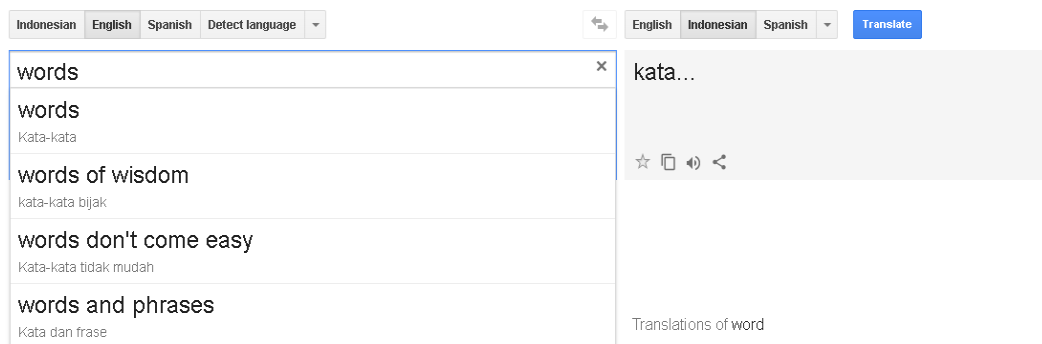 Indonesian English Spanish Detect language English Indonesian Spanish Translate
words
kata...
words
Kata-kata
words of wisdom
kata-kata bijak
words don't come easy
Kata-kata tidak mudah
words and phrases
Kata dan frase
Translations of word